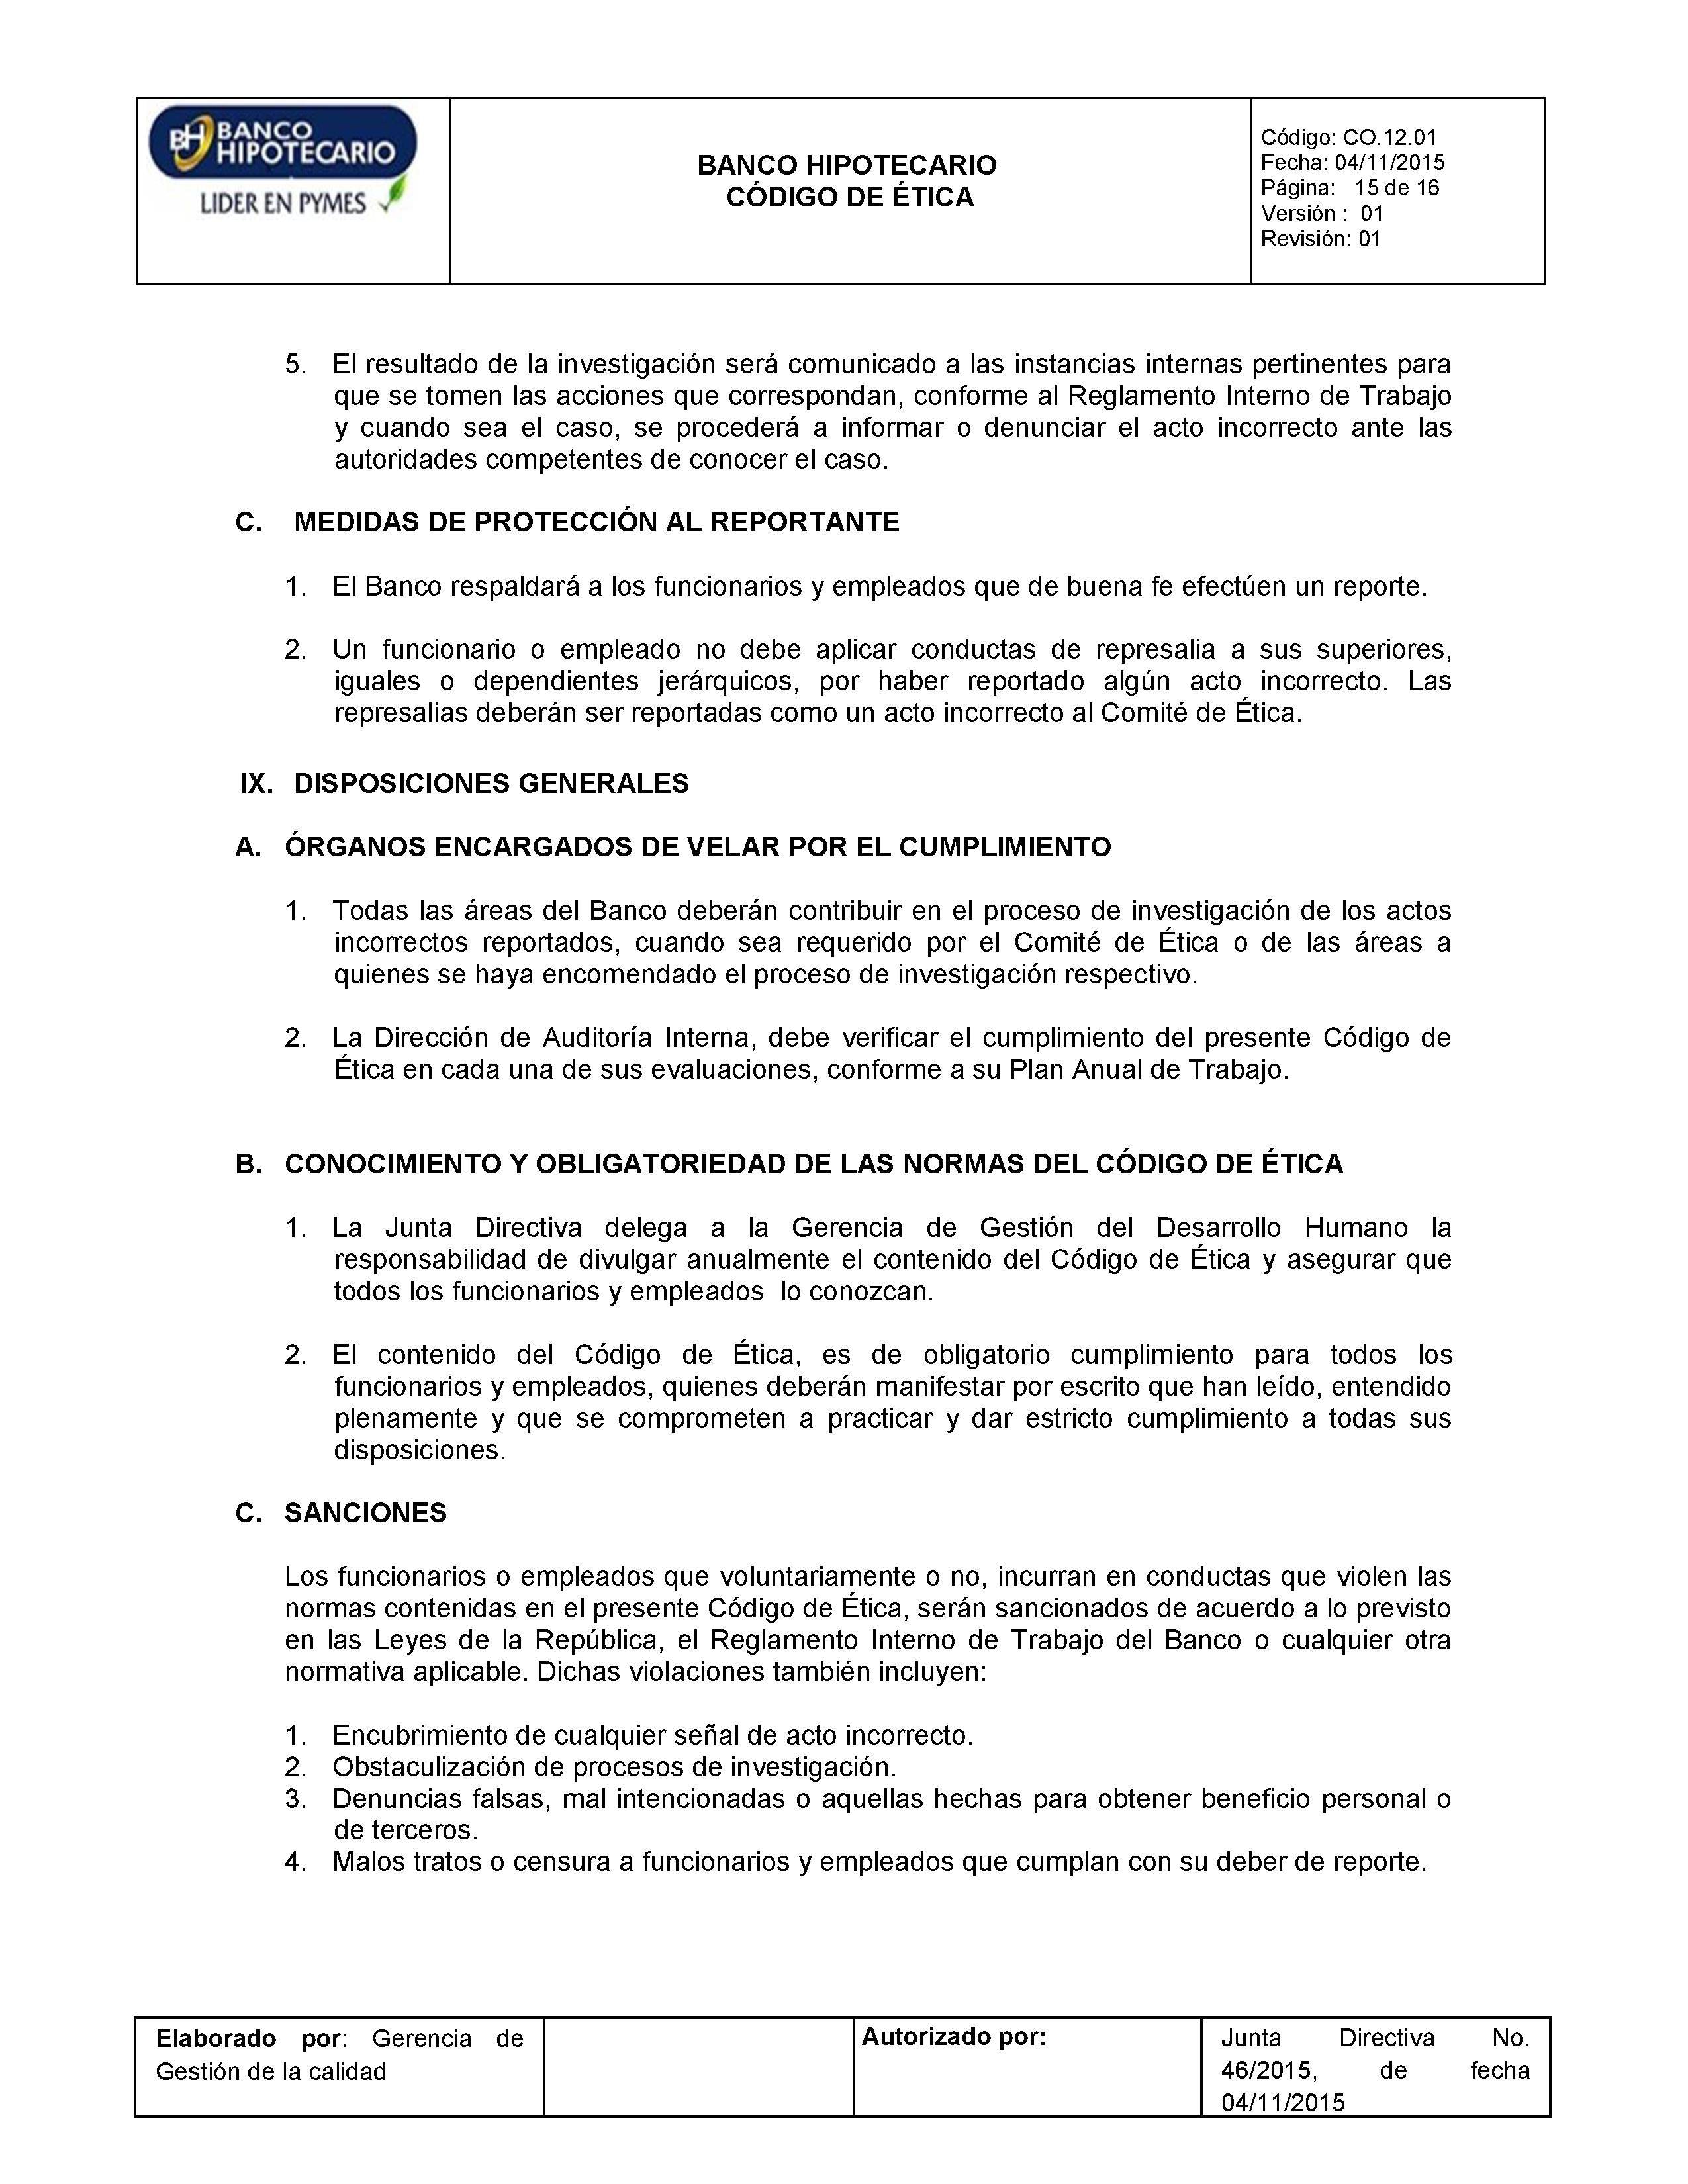 BANCO
HIPOTECARIO
LIDER EN PYMES
BANCO HIPOTECARIO
CÓDIGO DE ÉTICA
Código: CO.12.01
Fecha: 04/11/2015
Página: 15 de 16
Versión : 01
Revisión: 01
5. El resultado de la investigación será comunicado a las instancias internas pertinentes para
que se tomen las acciones que correspondan, conforme al Reglamento Interno de Trabajo
y cuando sea el caso, se procederá a informar o denunciar el acto incorrecto ante las
autoridades competentes de conocer el caso.
C. MEDIDAS DE PROTECCIÓN AL REPORTANTE
1. El Banco respaldará a los funcionarios y empleados que de buena fe efectúen un reporte.
2. Un funcionario o empleado no debe aplicar conductas de represalia a sus superiores,
iguales o dependientes jerárquicos, por haber reportado algún acto incorrecto. Las
represalias deberán ser reportadas como un acto incorrecto al Comité de Ética.
IX. DISPOSICIONES GENERALES
A. ÓRGANOS ENCARGADOS DE VELAR POR EL CUMPLIMIENTO
1. Todas las áreas del Banco deberán contribuir en el proceso de investigación de los actos
incorrectos reportados, cuando sea requerido por el Comité de Ética o de las áreas a
quienes se haya encomendado el proceso de investigación respectivo.
2. La Dirección de Auditoría Interna, debe verificar el cumplimiento del presente Código de
Ética en cada una de sus evaluaciones, conforme a su Plan Anual de Trabajo.
B. CONOCIMIENTO Y OBLIGATORIEDAD DE LAS NORMAS DEL CÓDIGO DE ÉTICA
1. La Junta Directiva delega a la Gerencia de Gestión del Desarrollo Humano la
responsabilidad de divulgar anualmente el contenido del Código de Ética y asegurar que
todos los funcionarios y empleados lo conozcan.
2. El contenido del Código de Ética, es de obligatorio cumplimiento para todos los
funcionarios y empleados, quienes deberán manifestar por escrito que han leído, entendido
plenamente y que se comprometen a practicar y dar estricto cumplimiento a todas sus
disposiciones.
C. SANCIONES
Los funcionarios o empleados que voluntariamente o no, incurran en conductas que violen las
normas contenidas en el presente Código de Ética, serán sancionados de acuerdo a lo previsto
en las Leyes de la República, el Reglamento Interno de Trabajo del Banco o cualquier otra
normativa aplicable. Dichas violaciones también incluyen:
1. Encubrimiento de cualquier señal de acto incorrecto.
2. Obstaculización de procesos de investigación.
3. Denuncias falsas, mal intencionadas o aquellas hechas para obtener beneficio personal o
de terceros.
4. Malos tratos o censura a funcionarios y empleados que cumplan con su deber de reporte.
Elaborado por: Gerencia de
Gestión de la calidad
Autorizado por:
Junta Directiva No.
46/2015, de fecha
04/11/2015